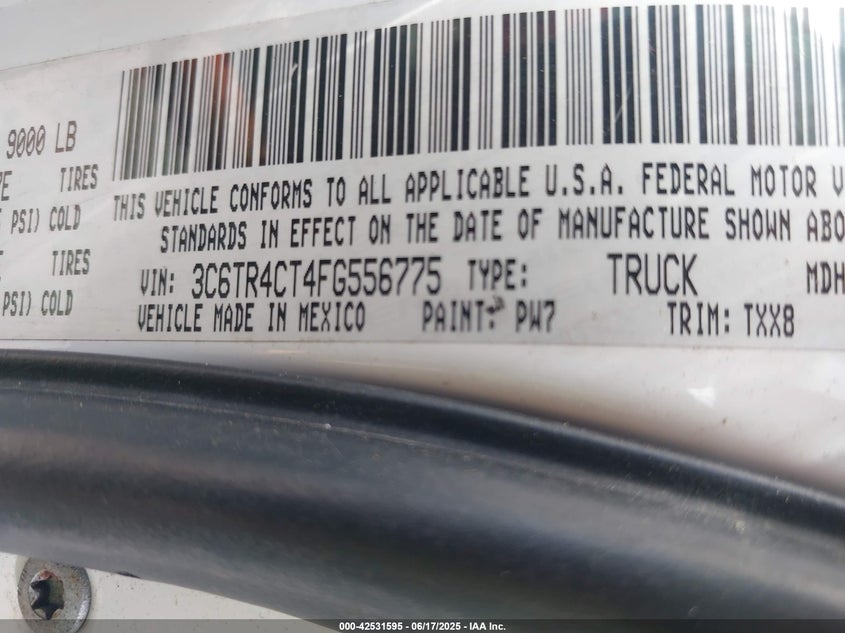 9000 LB
TIRES
PSI) COLD
TIRES
PSI) COLD
THIS VEHICLE CONFORMS TO ALL APPLICABLE U.S.A. FEDERAL MOTOR V
STANDARDS IN EFFECT ON THE DATE OF MANUFACTURE SHOWN ABO
VIN: 3C6TR4CT4FG556775 TYPE: TRUCK MDH
VEHICLE MADE IN MEXICO PAINT: PW7 TRIM: TXX8
000-42531595 - 06/17/2025 - IAA Inc.